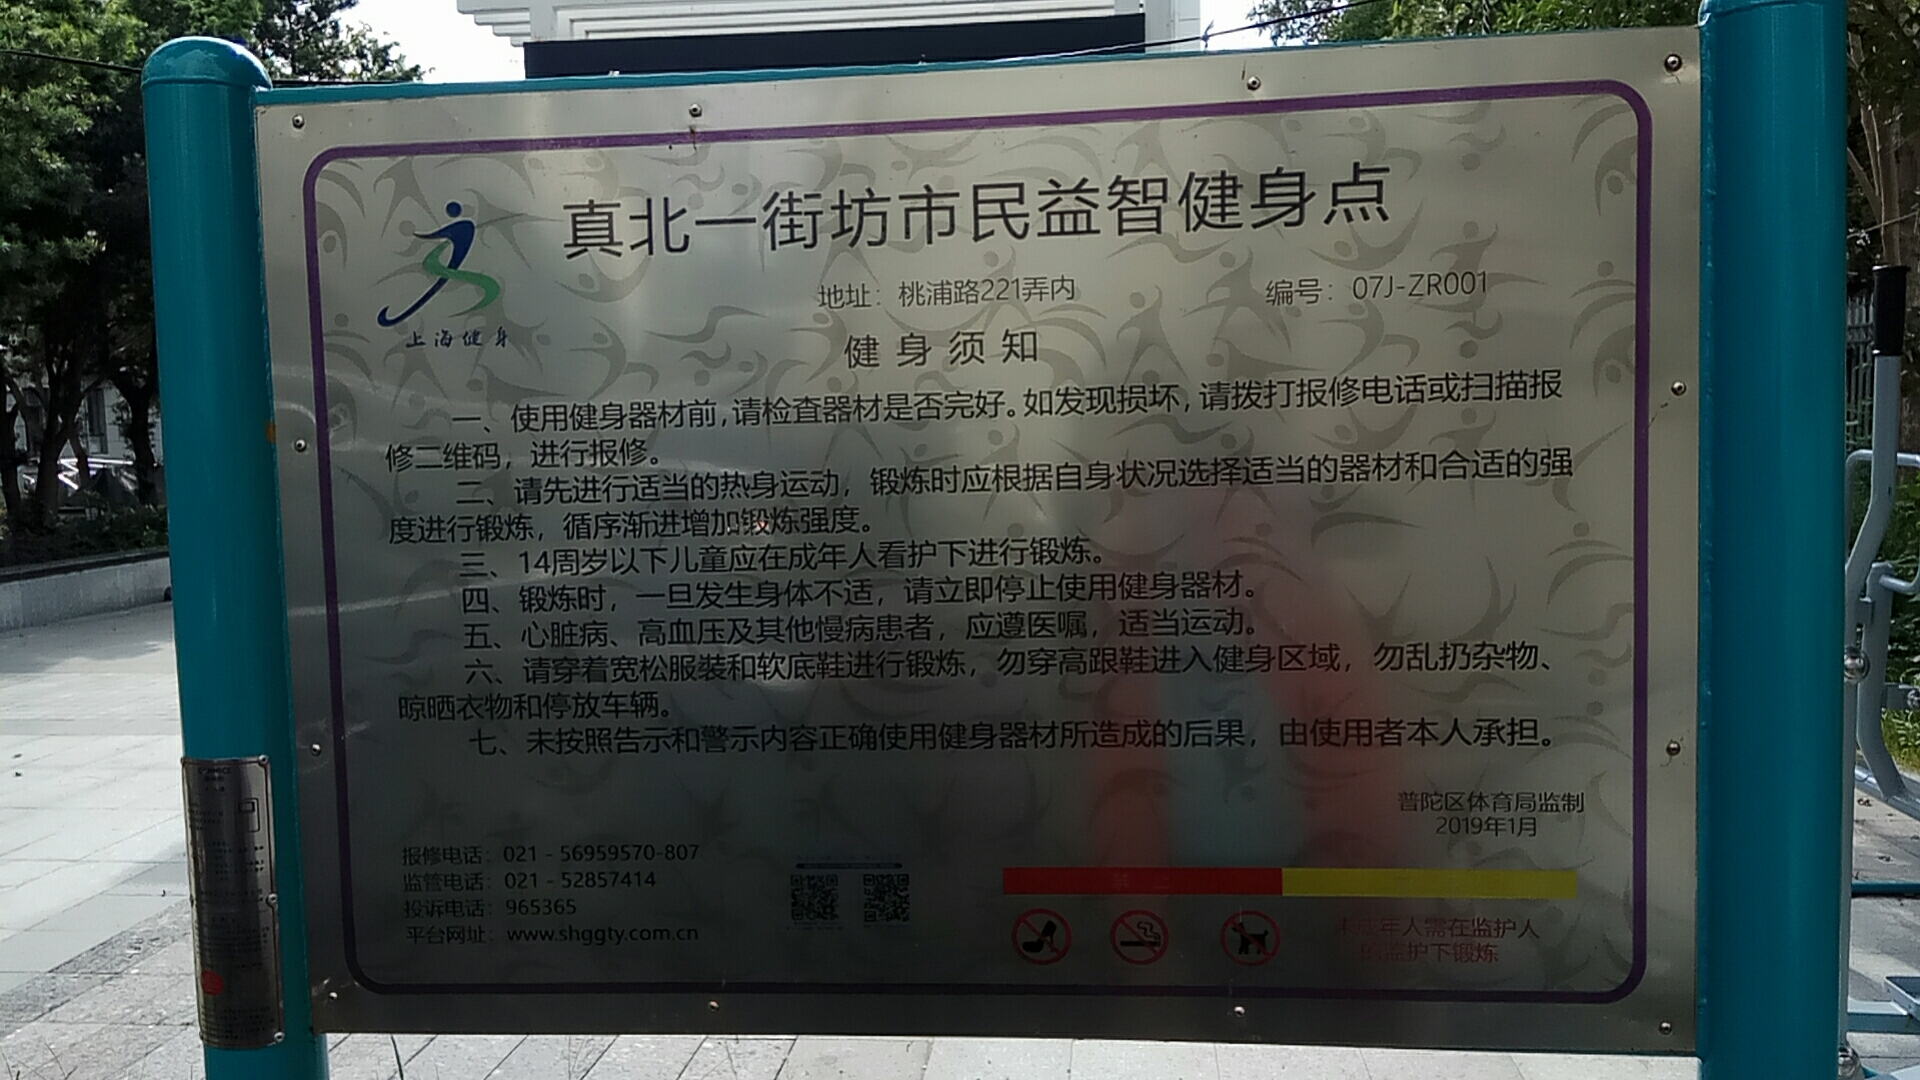 真北一街坊市民益智健身点
上海健身
地址：桃浦路221弄内
编号：07J-ZR001
健身须知
一、使用健身器材前，请检查器材是否完好。如发现损坏，请拨打报修电话或扫描报
修二维码，进行报修。
二、请先进行适当的热身运动，锻炼时应根据自身状况选择适当的器材和合适的强
度进行锻炼，循序渐进增加锻炼强度。
三、14周岁以下儿童应在成年人看护下进行锻炼。
四、锻炼时，一旦发生身体不适，请立即停止使用健身器材。
五、心脏病、高血压及其他慢病患者，应遵医嘱，适当运动。
六、请穿着宽松服装和软底鞋进行锻炼，勿穿高跟鞋进入健身区域，勿乱扔杂物、
晾晒衣物和停放车辆。
七、未按照告示和警示内容正确使用健身器材所造成的后果，由使用者本人承担。
普陀区体育局监制
2019年1月
报修电话：021 - 56959570-807
监管电话：021 - 52857414
投诉电话：965365
平台网址：www.shggty.com.cn
未成年人需在监护人
的监护下锻炼